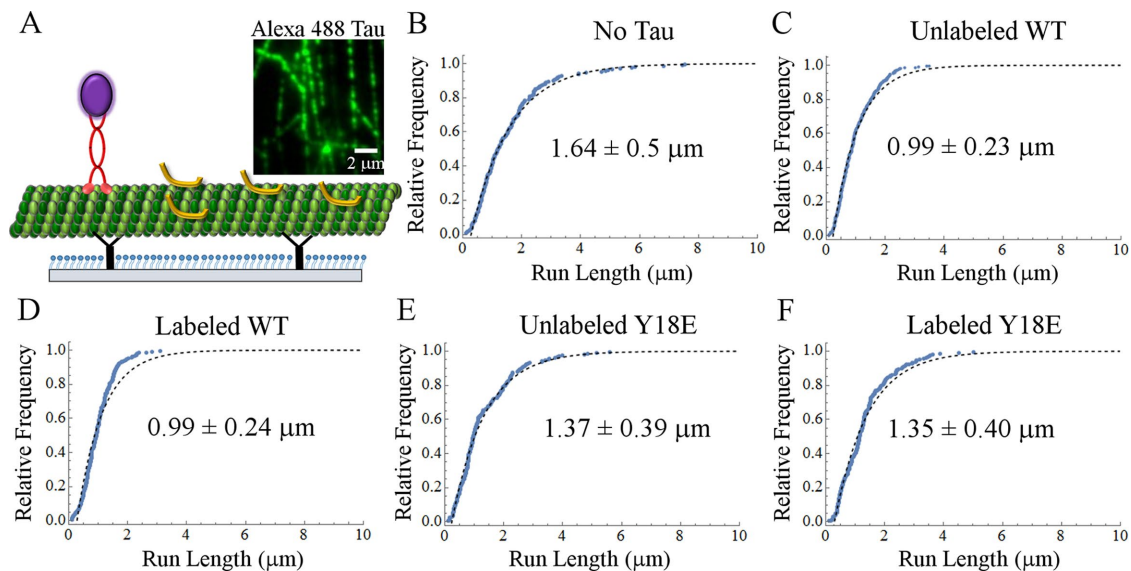 A
Alexa 488 Tau
2 μm
B
No Tau
Relative Frequency
1.0
0.8
0.6
0.4
0.2
0.0
1.64 ± 0.5 μm
0 2 4 6 8 10
Run Length (μm)
C
Unlabeled WT
Relative Frequency
1.0
0.8
0.6
0.4
0.2
0.0
0.99 ± 0.23 μm
0 2 4 6 8 10
Run Length (μm)
D
Labeled WT
Relative Frequency
1.0
0.8
0.6
0.4
0.2
0.0
0.99 ± 0.24 μm
0 2 4 6 8 10
Run Length (μm)
E
Unlabeled Y18E
Relative Frequency
1.0
0.8
0.6
0.4
0.2
0.0
1.37 ± 0.39 μm
0 2 4 6 8 10
Run Length (μm)
F
Labeled Y18E
Relative Frequency
1.0
0.8
0.6
0.4
0.2
0.0
1.35 ± 0.40 μm
0 2 4 6 8 10
Run Length (μm)